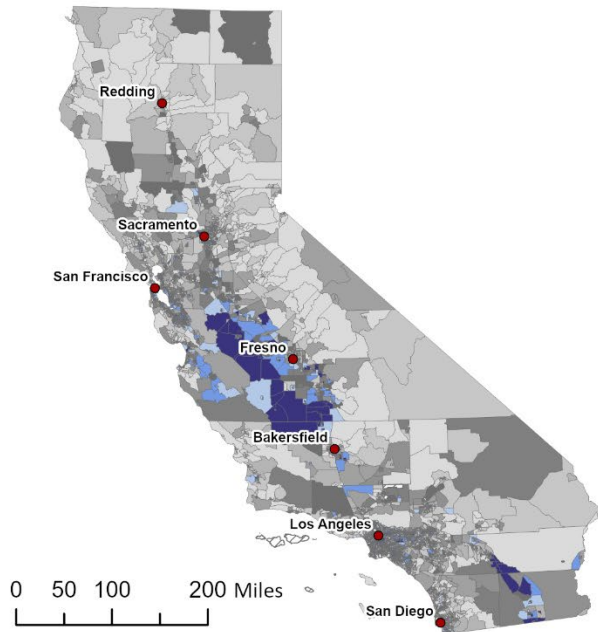 Redding
Sacramento
San Francisco
Fresno
Bakersfield
Los Angeles
0 50 100 200 Miles
San Diego